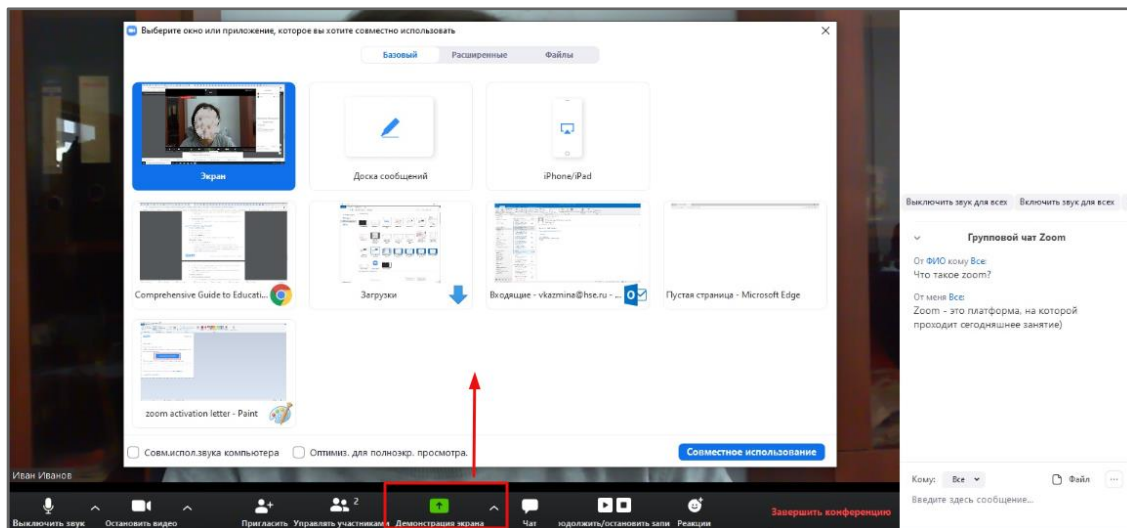 Выберите окно или приложение, которое вы хотите совместно использовать
Базовый Расширенные Файлы
Экран
Доска сообщений
iPhone/iPad
Comprehensive Guide to Educati...
Загрузки
Входящие - vkazmina@hse.ru - ...
Пустая страница - Microsoft Edge
zoom activation letter - Paint
Совм.испол.звука компьютера
Оптимиз. для полноэкр. просмотра.
Совместное использование
Иван Иванов
Выключить звук
Остановить видео
Пригласить
2
Управлять участниками
Демонстрация экрана
Чат
родолжить/остановить запи
Реакции
Завершить конференцию
Выключить звук для всех
Включить звук для всех
Групповой чат Zoom
От ФИО кому Все:
Что такое zoom?
От меня Все:
Zoom - это платформа, на которой
проходит сегодняшнее занятие)
Кому: Все
Файл
...
Введите здесь сообщение...